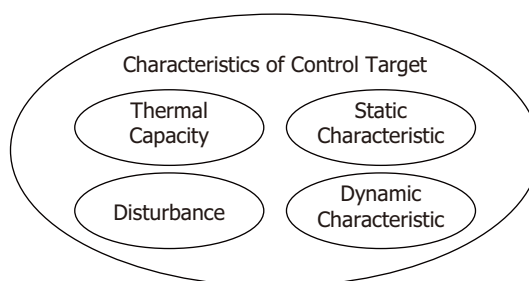 Characteristics of Control Target
Thermal
Capacity
Static
Characteristic
Disturbance
Dynamic
Characteristic